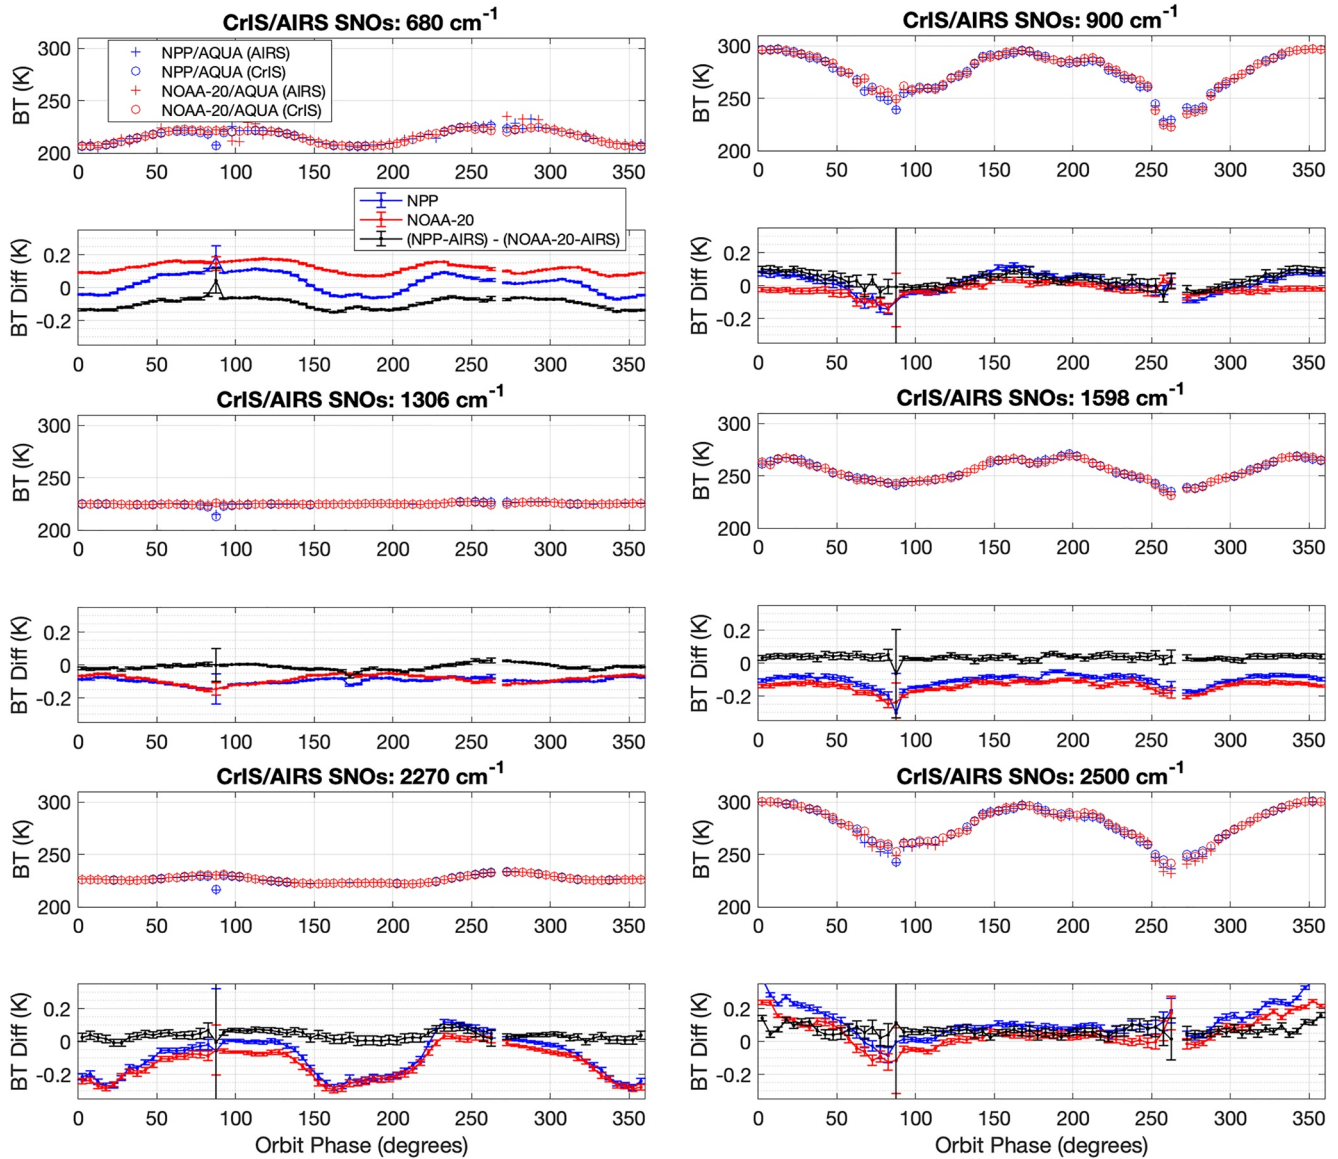 CrIS/AIRS SNOs: 680 cm⁻¹
BT (K)
300
250
200
NPP/AQUA (AIRS)
NPP/AQUA (CrIS)
NOAA-20/AQUA (AIRS)
NOAA-20/AQUA (CrIS)
0 50 100 150 200 250 300 350
BT Diff (K)
0.2
0
-0.2
NPP
NOAA-20
(NPP-AIRS) - (NOAA-20-AIRS)
0 50 100 150 200 250 300 350
CrIS/AIRS SNOs: 900 cm⁻¹
BT (K)
300
250
200
0 50 100 150 200 250 300 350
BT Diff (K)
0.2
0
-0.2
0 50 100 150 200 250 300 350
CrIS/AIRS SNOs: 1306 cm⁻¹
BT (K)
300
250
200
0 50 100 150 200 250 300 350
BT Diff (K)
0.2
0
-0.2
0 50 100 150 200 250 300 350
CrIS/AIRS SNOs: 1598 cm⁻¹
BT (K)
300
250
200
0 50 100 150 200 250 300 350
BT Diff (K)
0.2
0
-0.2
0 50 100 150 200 250 300 350
CrIS/AIRS SNOs: 2270 cm⁻¹
BT (K)
300
250
200
0 50 100 150 200 250 300 350
BT Diff (K)
0.2
0
-0.2
0 50 100 150 200 250 300 350
Orbit Phase (degrees)
CrIS/AIRS SNOs: 2500 cm⁻¹
BT (K)
300
250
200
0 50 100 150 200 250 300 350
BT Diff (K)
0.2
0
-0.2
0 50 100 150 200 250 300 350
Orbit Phase (degrees)